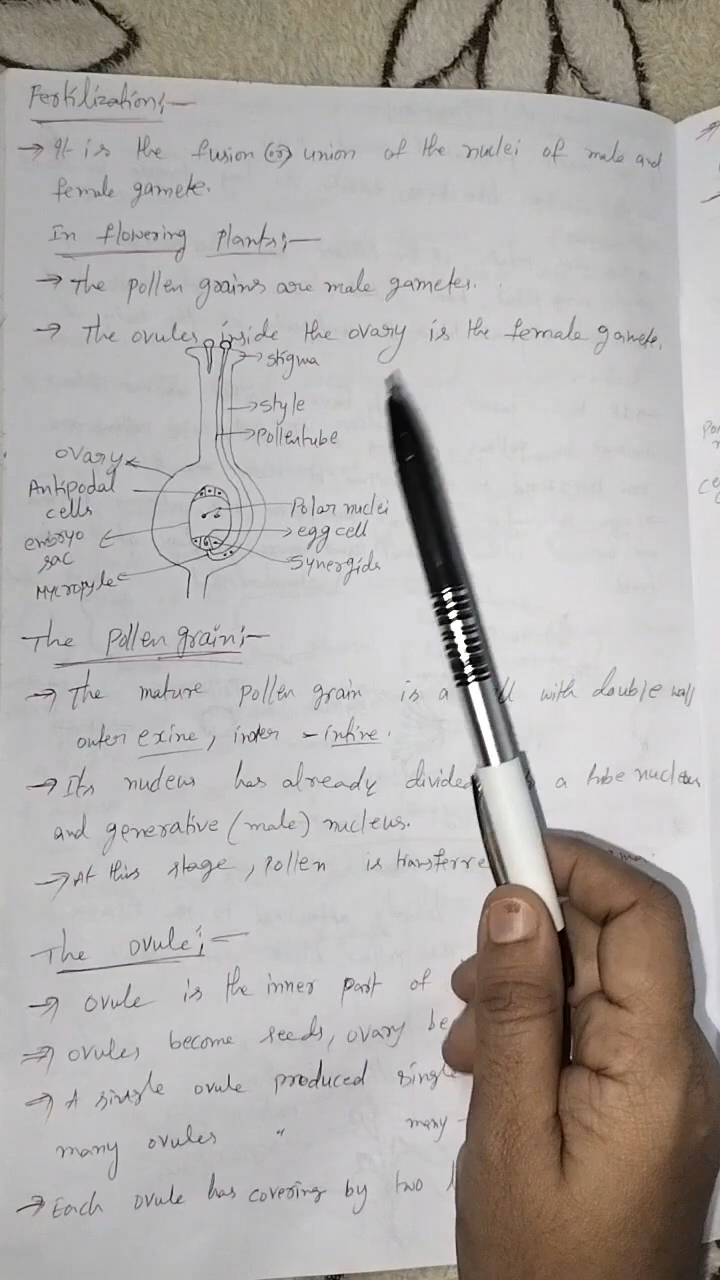 Fertilization:-
→ It is the fusion (or) union of the nuclei of male and
female gamete.
In flowering plants:-
→ The pollen grains are male gametes.
→ The ovules inside the ovary is the female gamete.
→ stigma
→ style
→ Pollentube
ovary
Antipodal
cells
Polar nuclei
embryo
sac
→ egg cell
Synergids
Mycropyle
The Pollen grain:-
→ The mature pollen grain is a with double wall
outer exine, inner - intine.
→ Its nucleus has already divided a tube nucleus
and generative (male) nucleus.
→ At this stage, pollen is transferre
The ovule:-
→ ovule is the inner part of
⇒ ovules become seeds, ovary be
→ A single ovule produced single
many ovules " many -
→ Each ovule has covering by two